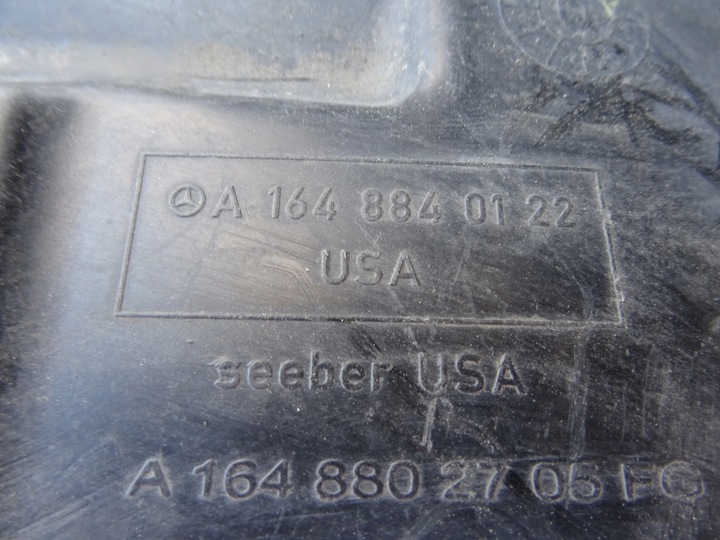 A 164 884 01 22
USA
seeber USA
A 164 880 27 05 FG